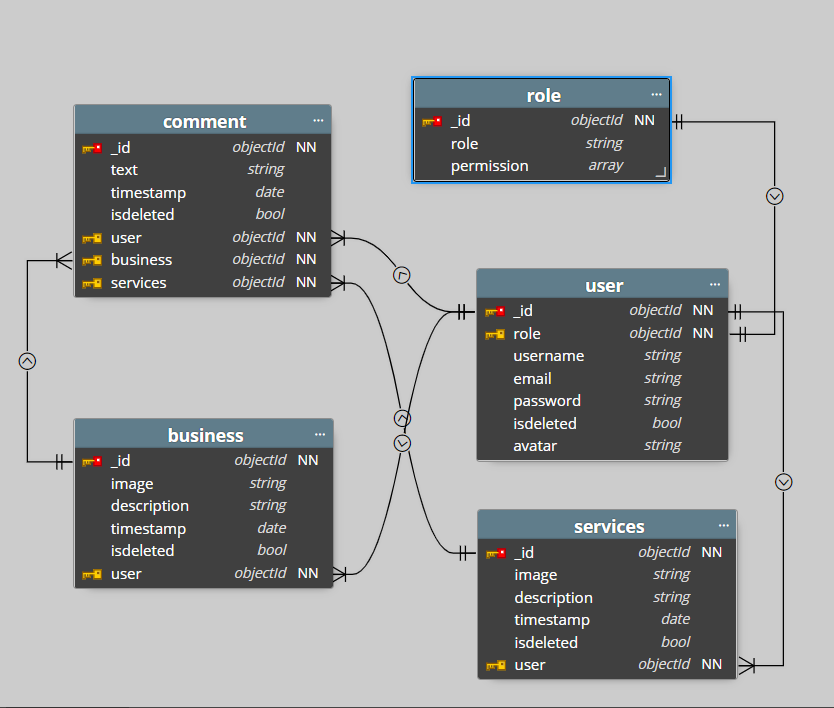 role ...
_id objectId NN
role string
permission array
comment ...
_id objectId NN
text string
timestamp date
isdeleted bool
user objectId NN
business objectId NN
services objectId NN
user ...
_id objectId NN
role objectId NN
username string
email string
password string
isdeleted bool
avatar string
business ...
_id objectId NN
image string
description string
timestamp date
isdeleted bool
user objectId NN
services ...
_id objectId NN
image string
description string
timestamp date
isdeleted bool
user objectId NN